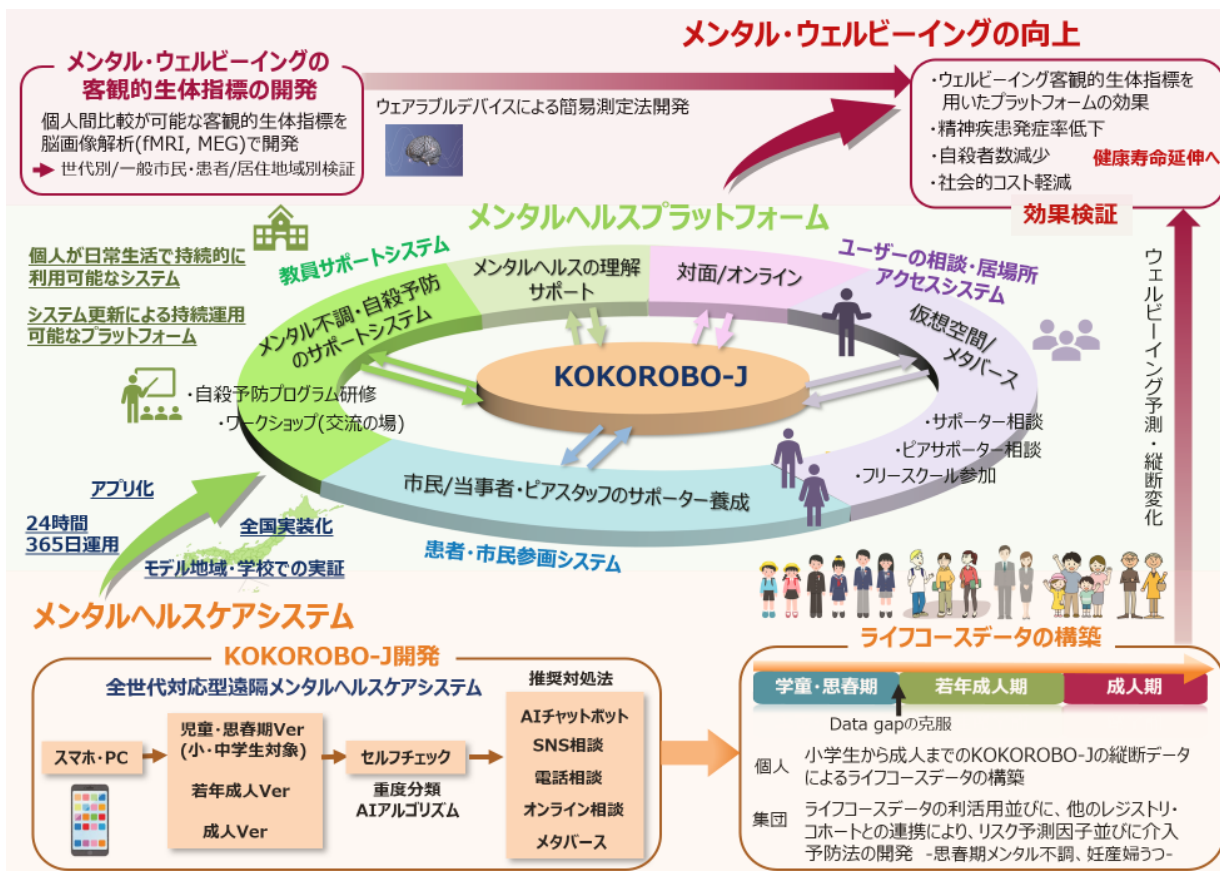 メンタル・ウェルビーイングの
客観的生体指標の開発
個人間比較が可能な客観的生体指標を
脳画像解析(fMRI, MEG)で開発
世代別/一般市民・患者/居住地域別検証
ウェアラブルデバイスによる簡易測定法開発
メンタル・ウェルビーイングの向上
・ウェルビーイング客観的生体指標を
用いたプラットフォームの効果
・精神疾患発症率低下
・自殺者数減少
健康寿命延伸へ
・社会的コスト軽減
効果検証
メンタルヘルスプラットフォーム
個人が日常生活で持続的に
利用可能なシステム
システム更新による持続運用
可能なプラットフォーム
教員サポートシステム
メンタルヘルスの理解
サポート
対面/オンライン
ユーザーの相談・居場所
アクセスシステム
メンタル不調・自殺予防
のサポートシステム
仮想空間/
メタバース
KOKOROBO-J
・自殺予防プログラム研修
・ワークショップ(交流の場)
・サポーター相談
・ピアサポーター相談
・フリースクール参加
市民/当事者・ピアスタッフのサポーター養成
患者・市民参画システム
ウェルビーイング予測・縦断変化
アプリ化
24時間
365日運用
全国実装化
モデル地域・学校での実証
メンタルヘルスケアシステム
KOKOROBO-J開発
全世代対応型遠隔メンタルヘルスケアシステム
スマホ・PC
児童・思春期Ver
(小・中学生対象)
若年成人Ver
成人Ver
セルフチェック
重度分類
AIアルゴリズム
推奨対処法
AIチャットボット
SNS相談
電話相談
オンライン相談
メタバース
ライフコースデータの構築
学童・思春期
若年成人期
成人期
Data gapの克服
個人
小学生から成人までのKOKOROBO-Jの縦断データ
によるライフコースデータの構築
集団
ライフコースデータの利活用並びに、他のレジストリ・
コホートとの連携により、リスク予測因子並びに介入
予防法の開発 -思春期メンタル不調、妊産婦うつ-